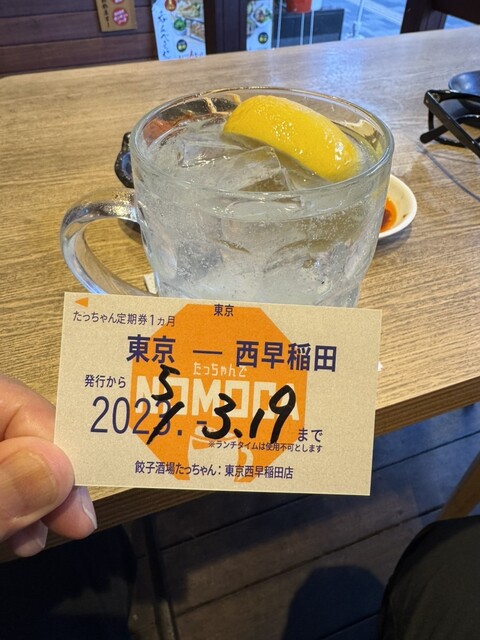 東京
たっちゃん定期券1ヵ月
東京 ― 西早稲田
たっちゃんで
NOMOCA
発行から
5
2023. 3.19 まで
※ランチタイムは使用不可とします
餃子酒場たっちゃん：東京西早稲田店